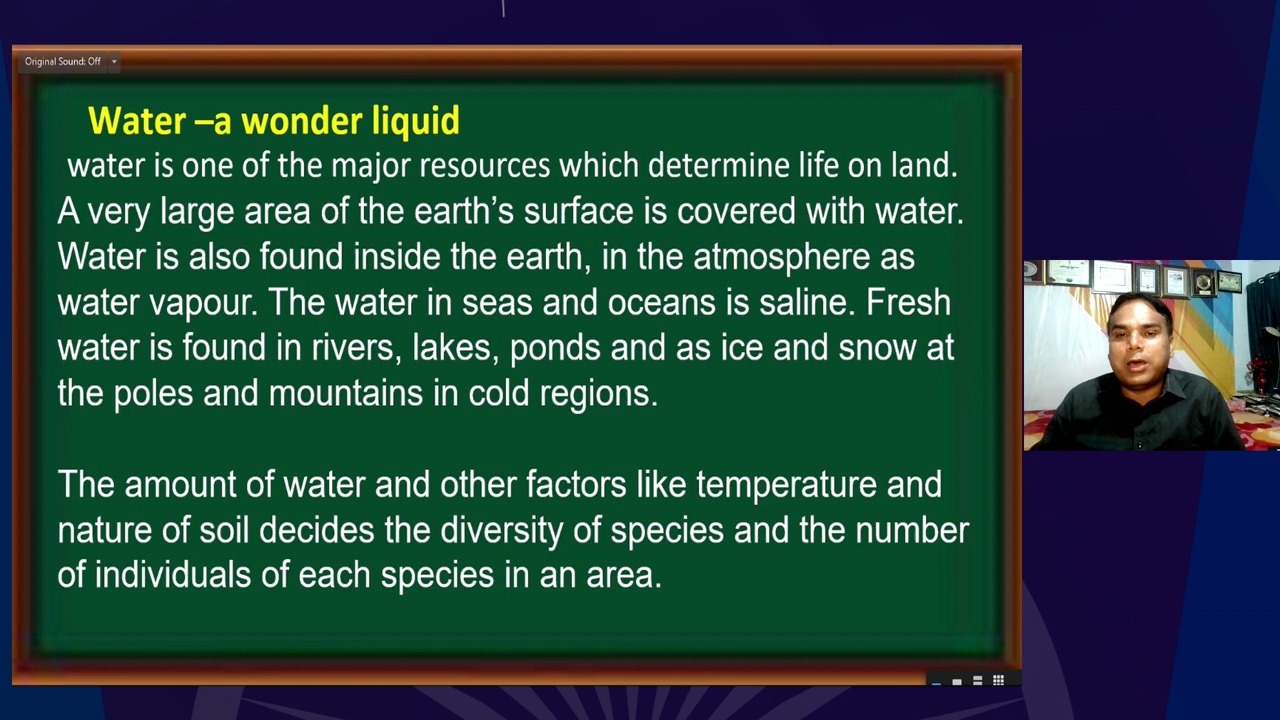 Original Sound: Off
Water –a wonder liquid
water is one of the major resources which determine life on land.
A very large area of the earth’s surface is covered with water.
Water is also found inside the earth, in the atmosphere as
water vapour. The water in seas and oceans is saline. Fresh
water is found in rivers, lakes, ponds and as ice and snow at
the poles and mountains in cold regions.
The amount of water and other factors like temperature and
nature of soil decides the diversity of species and the number
of individuals of each species in an area.